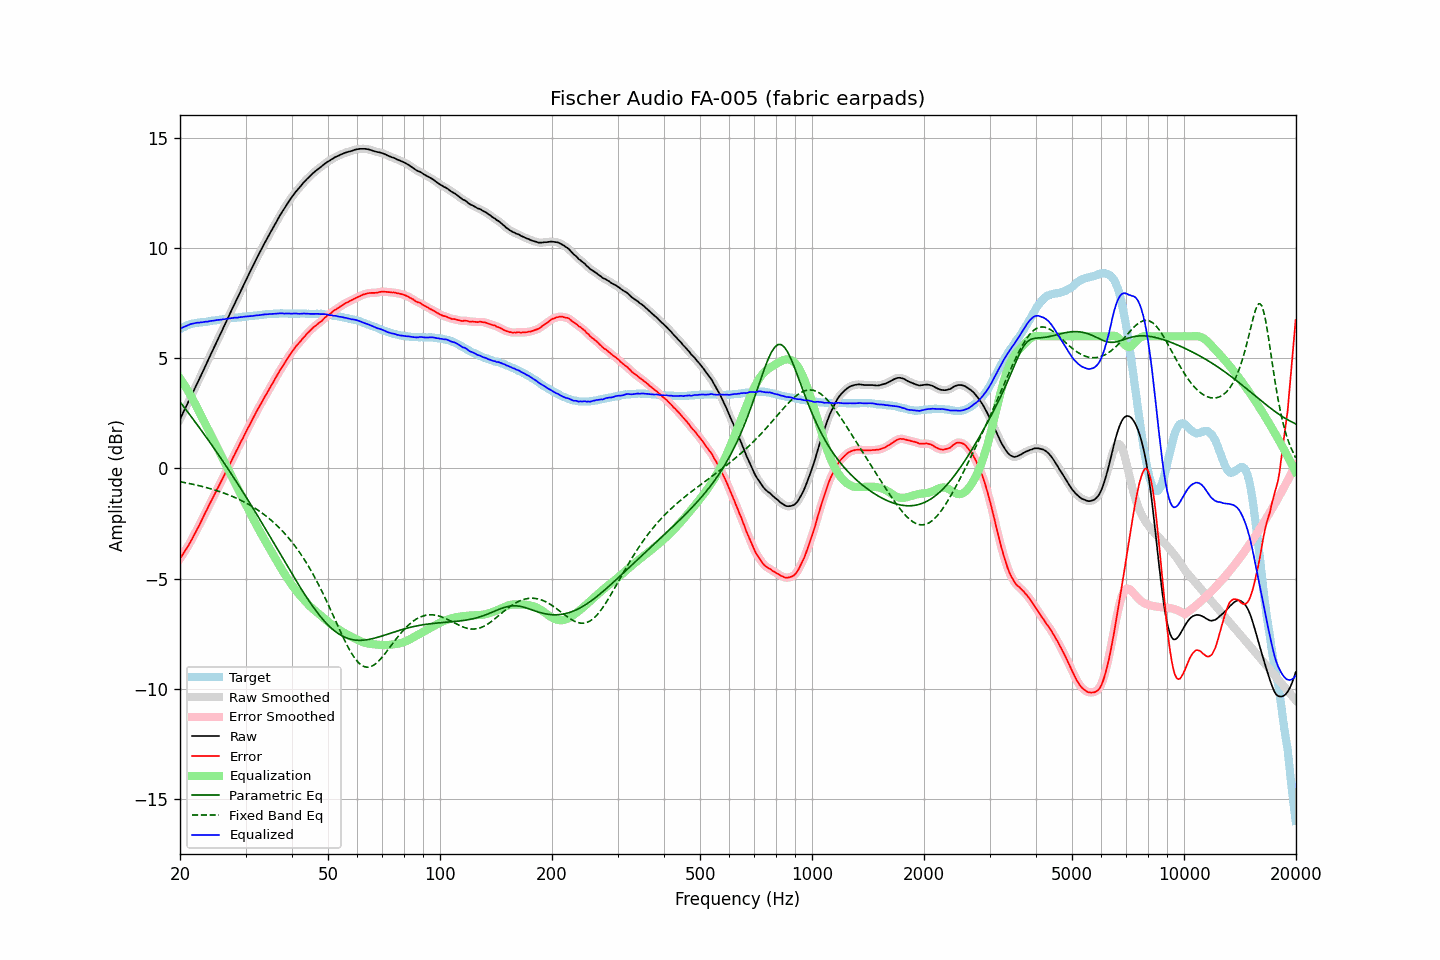 Fischer Audio FA-005 (fabric earpads)
15
10
5
0
−5
−10
−15
Amplitude (dBr)
Target
Raw Smoothed
Error Smoothed
Raw
Error
Equalization
Parametric Eq
Fixed Band Eq
Equalized
20 50 100 200 500 1000 2000 5000 10000 20000
Frequency (Hz)